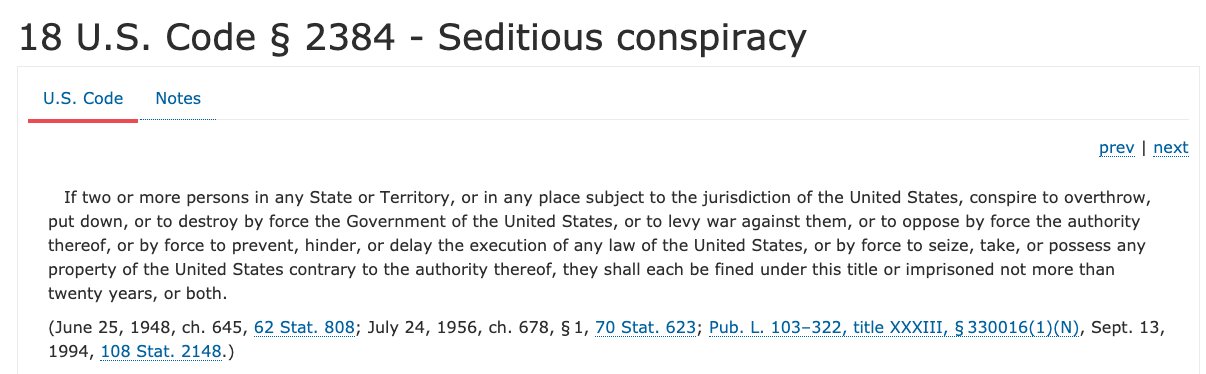 18 U.S. Code § 2384 - Seditious conspiracy
U.S. Code Notes
prev | next
If two or more persons in any State or Territory, or in any place subject to the jurisdiction of the United States, conspire to overthrow,
put down, or to destroy by force the Government of the United States, or to levy war against them, or to oppose by force the authority
thereof, or by force to prevent, hinder, or delay the execution of any law of the United States, or by force to seize, take, or possess any
property of the United States contrary to the authority thereof, they shall each be fined under this title or imprisoned not more than
twenty years, or both.
(June 25, 1948, ch. 645, 62 Stat. 808; July 24, 1956, ch. 678, § 1, 70 Stat. 623; Pub. L. 103–322, title XXXIII, § 330016(1)(N), Sept. 13,
1994, 108 Stat. 2148.)